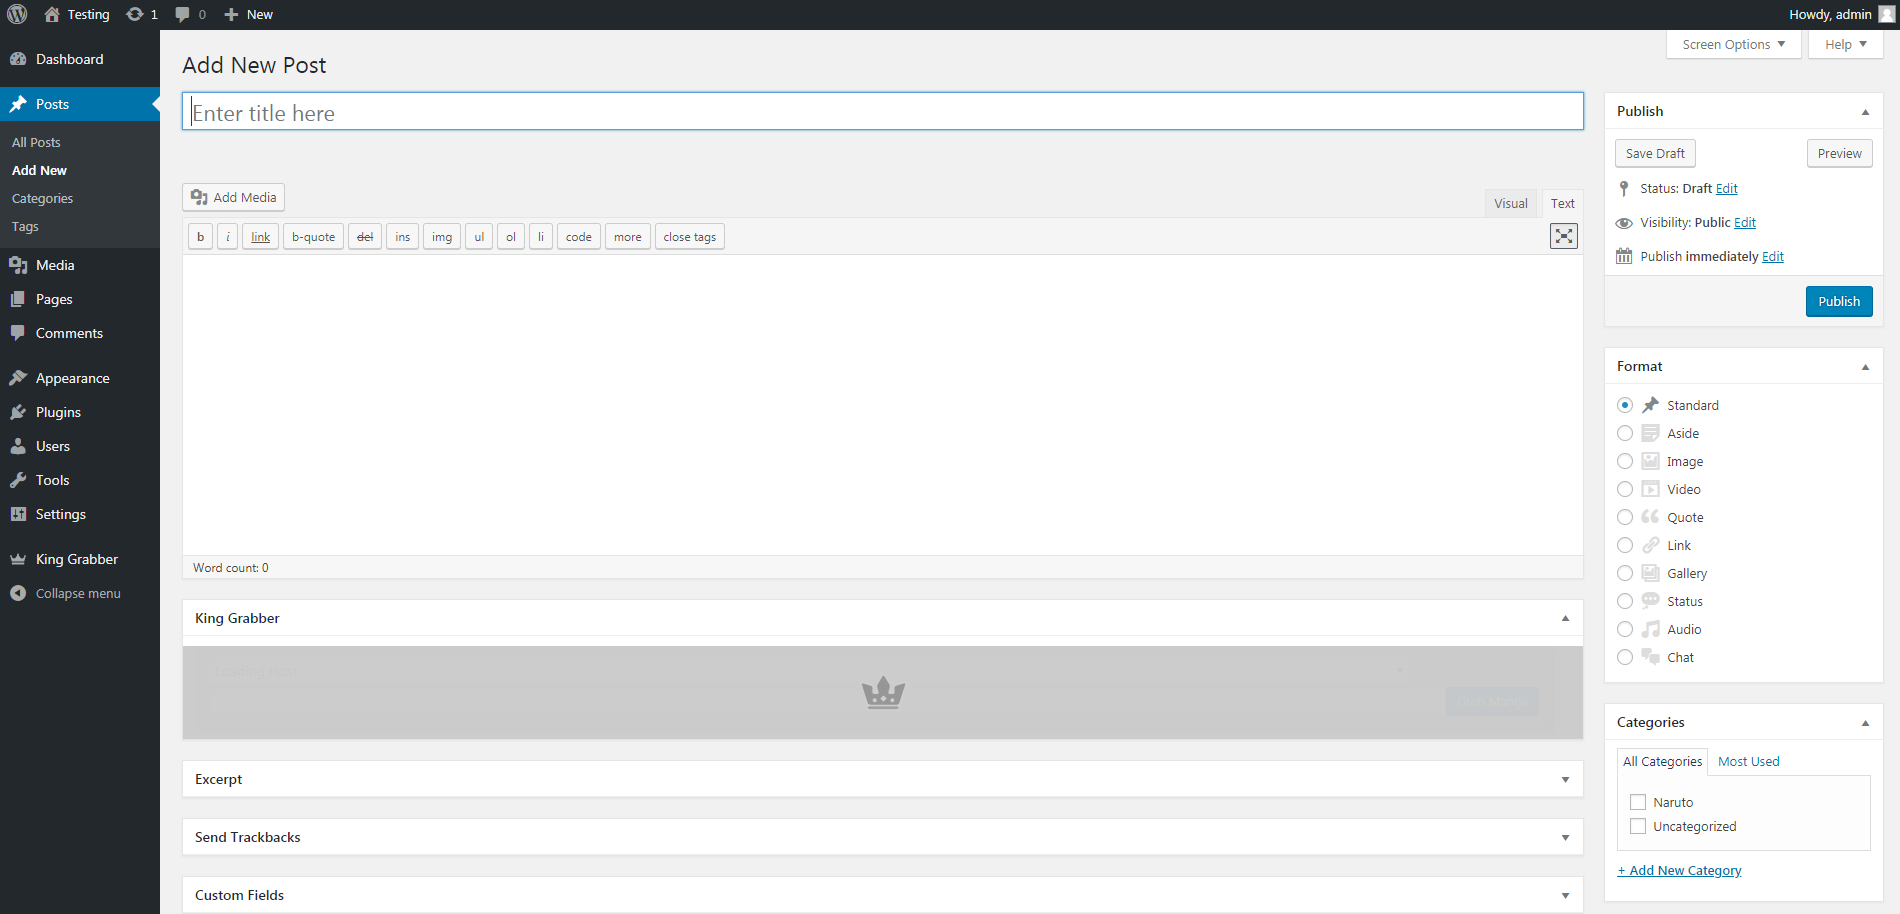 Testing
1
0
New
Howdy, admin
Dashboard
Posts
All Posts
Add New
Categories
Tags
Media
Pages
Comments
Appearance
Plugins
Users
Tools
Settings
King Grabber
Collapse menu
Screen Options
Help
Add New Post
Enter title here
Add Media
Visual
Text
b
i
link
b-quote
del
ins
img
ul
ol
li
code
more
close tags
Word count: 0
King Grabber
Excerpt
Send Trackbacks
Custom Fields
Publish
Save Draft
Preview
Status: Draft Edit
Visibility: Public Edit
Publish immediately Edit
Publish
Format
Standard
Aside
Image
Video
Quote
Link
Gallery
Status
Audio
Chat
Categories
All Categories
Most Used
Naruto
Uncategorized
+ Add New Category